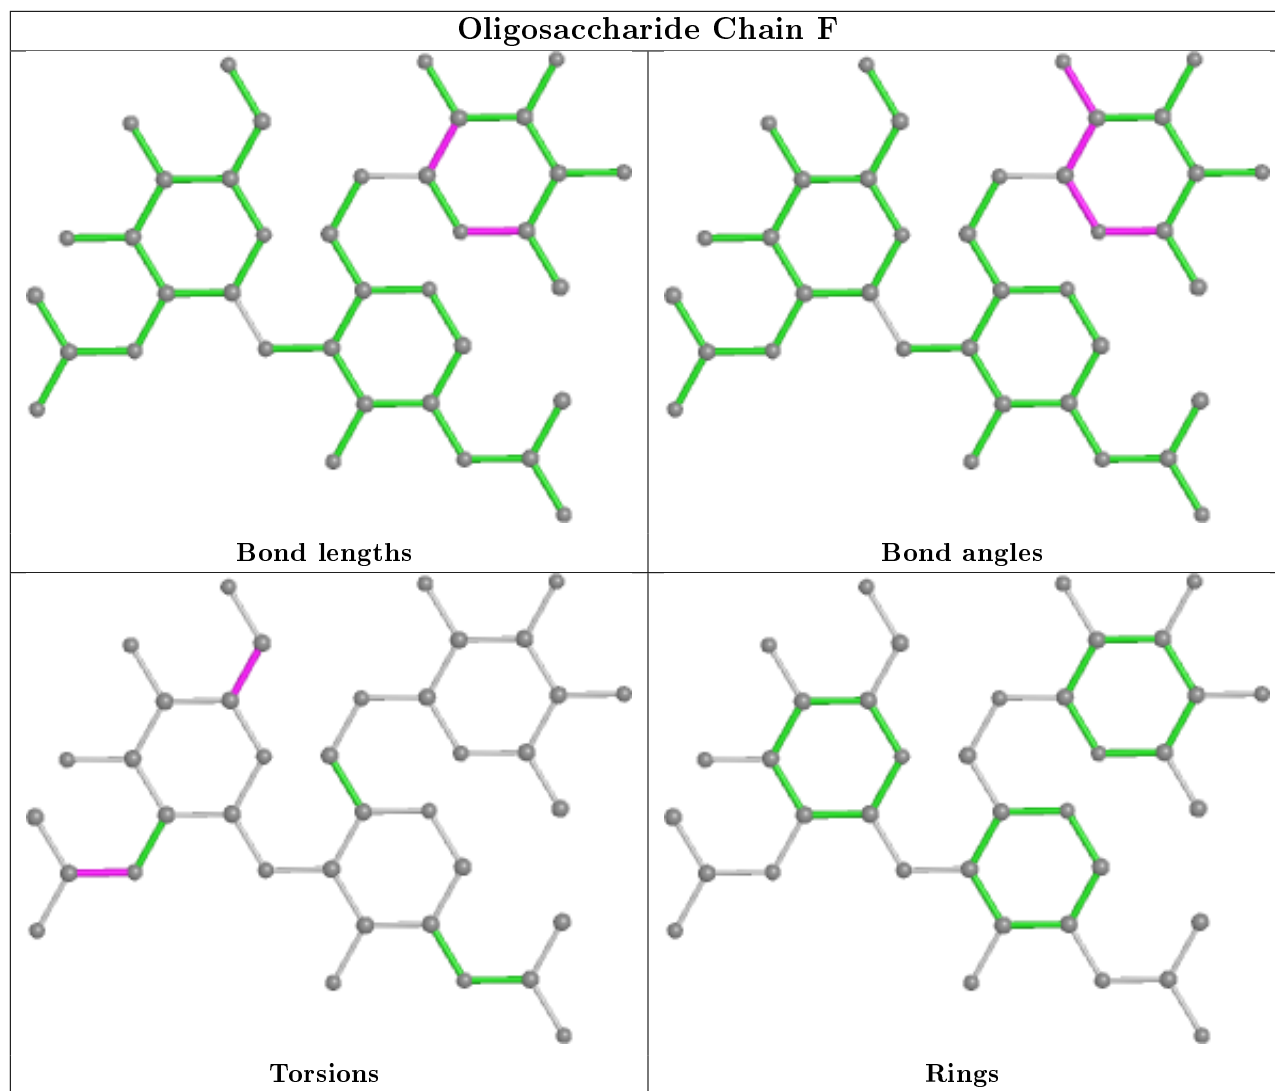 Oligosaccharide Chain F
Bond lengths
Bond angles
Torsions
Rings